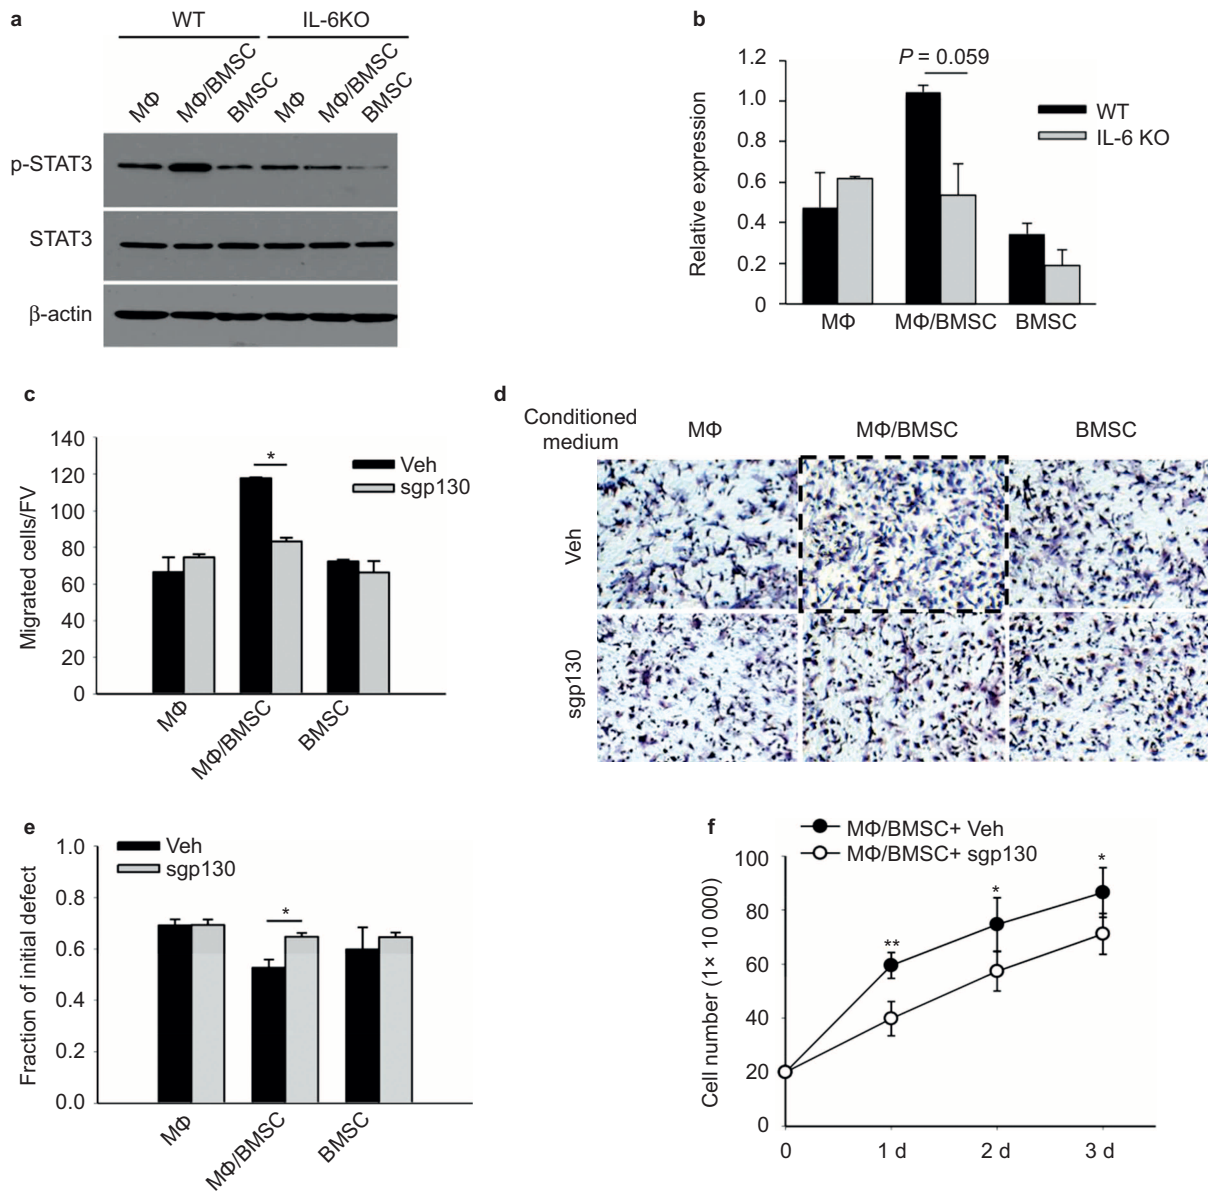 a
WT IL-6KO
MΦ MΦ/BMSC BMSC MΦ MΦ/BMSC BMSC
p-STAT3
STAT3
β-actin
b
P = 0.059
WT
IL-6 KO
Relative expression
1.2
1.0
0.8
0.6
0.4
0.2
0
MΦ MΦ/BMSC BMSC
c
Veh
sgp130
*
Migrated cells/FV
140
120
100
80
60
40
20
0
MΦ MΦ/BMSC BMSC
d
Conditioned
medium
MΦ MΦ/BMSC BMSC
Veh
sgp130
e
Veh
sgp130
*
Fraction of initial defect
1.0
0.8
0.6
0.4
0.2
0.0
MΦ MΦ/BMSC BMSC
f
MΦ/BMSC+ Veh
MΦ/BMSC+ sgp130
** * *
Cell number (1× 10 000)
100
80
60
40
20
0
0 1 d 2 d 3 d